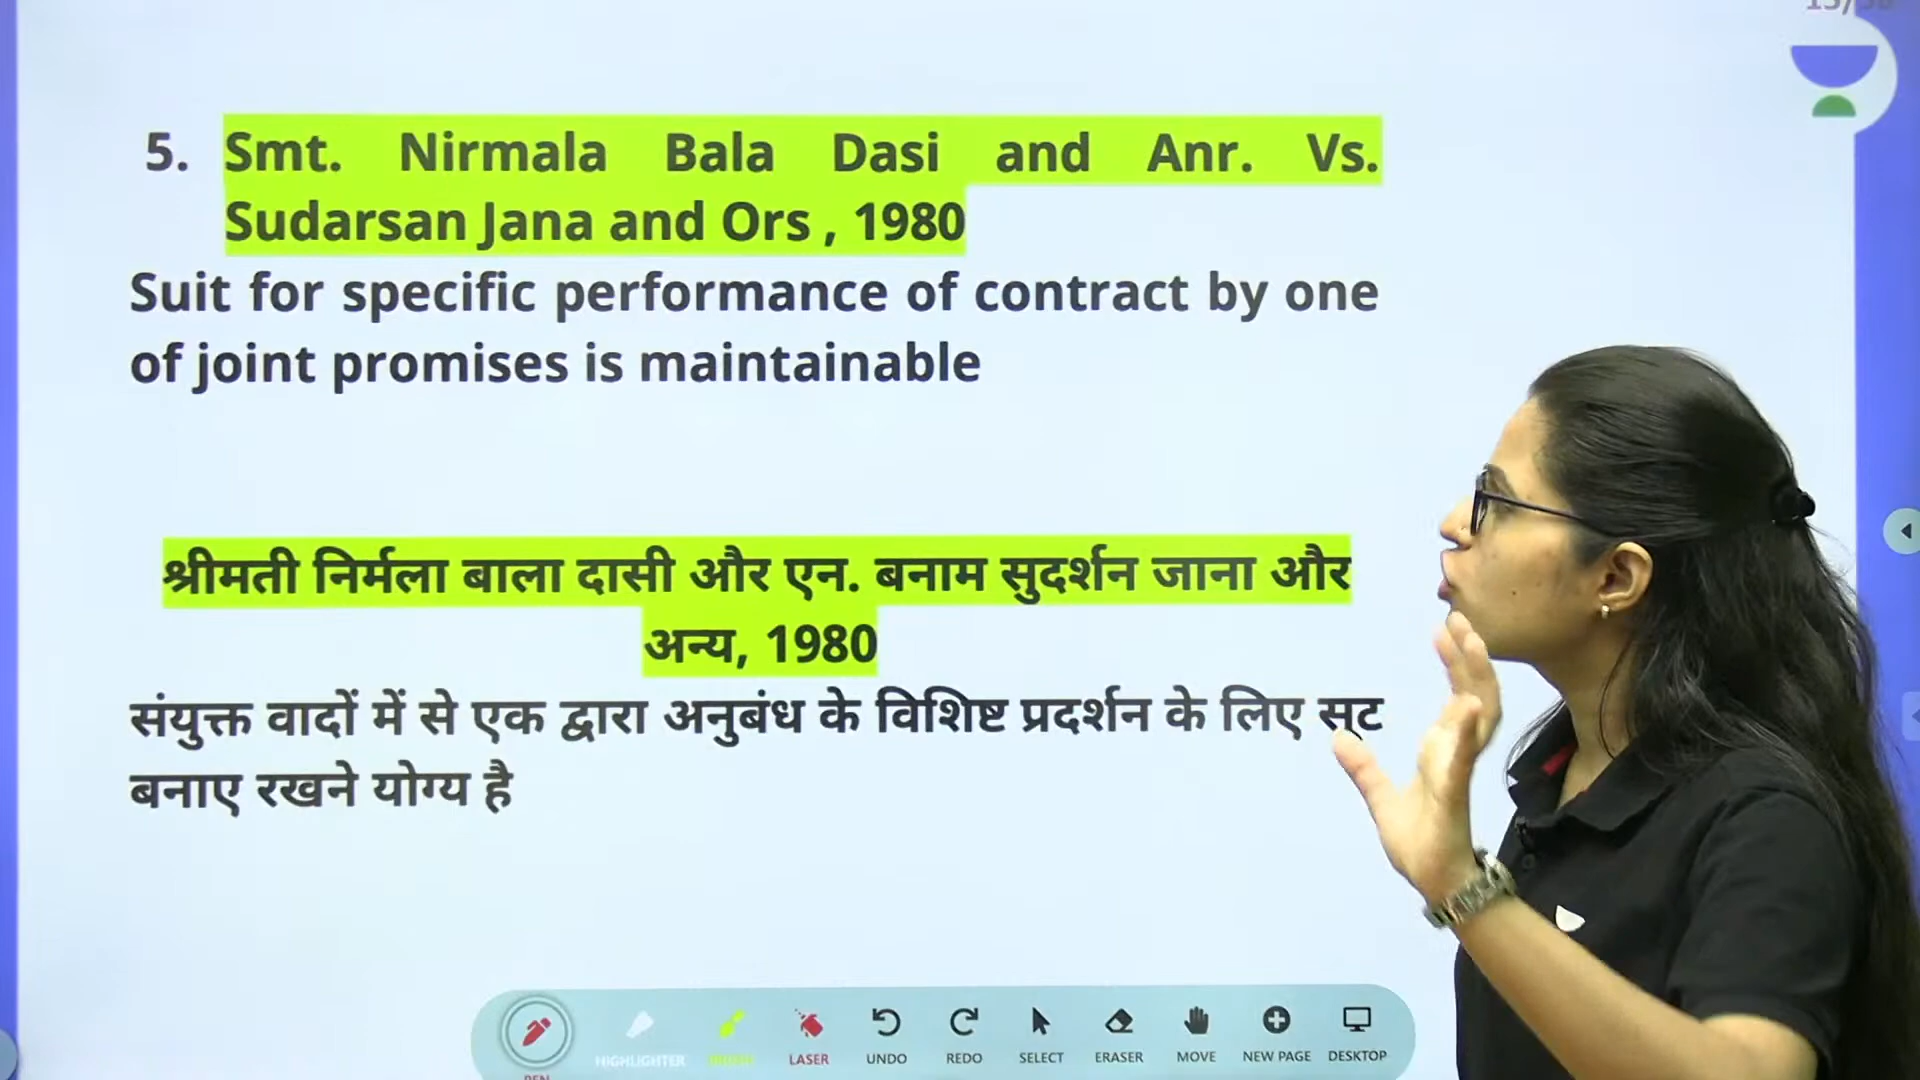 5. Smt. Nirmala Bala Dasi and Anr. Vs.
Sudarsan Jana and Ors , 1980
Suit for specific performance of contract by one
of joint promises is maintainable
श्रीमती निर्मला बाला दासी और एन. बनाम सुदर्शन जाना और
अन्य, 1980
संयुक्त वादों में से एक द्वारा अनुबंध के विशिष्ट प्रदर्शन के लिए
बनाए रखने योग्य है
HIGHLIGHTER LASER UNDO REDO SELECT ERASER MOVE NEW PAGE DESKTOP